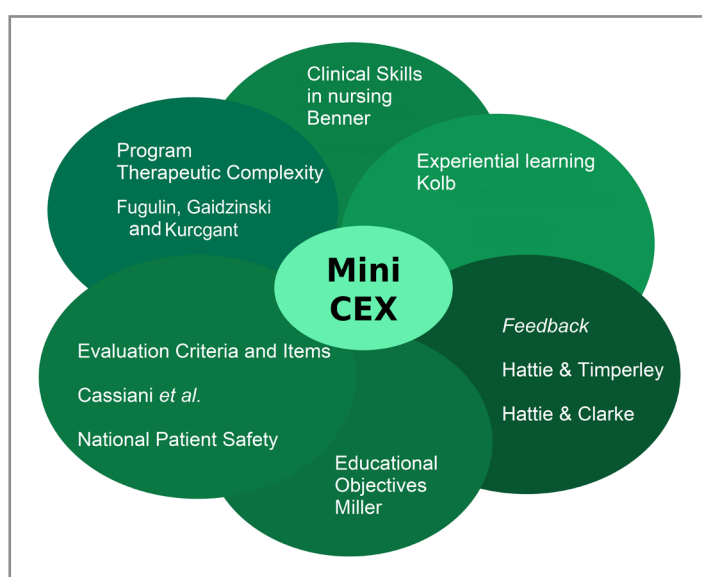 Clinical Skills
in nursing
Benner
Program
Therapeutic Complexity
Fugulin, Gaidzinski
and Kurcgant
Experiential learning
Kolb
Mini
CEX
Feedback
Hattie & Timperley
Hattie & Clarke
Evaluation Criteria and Items
Cassiani et al.
National Patient Safety
Educational
Objectives
Miller